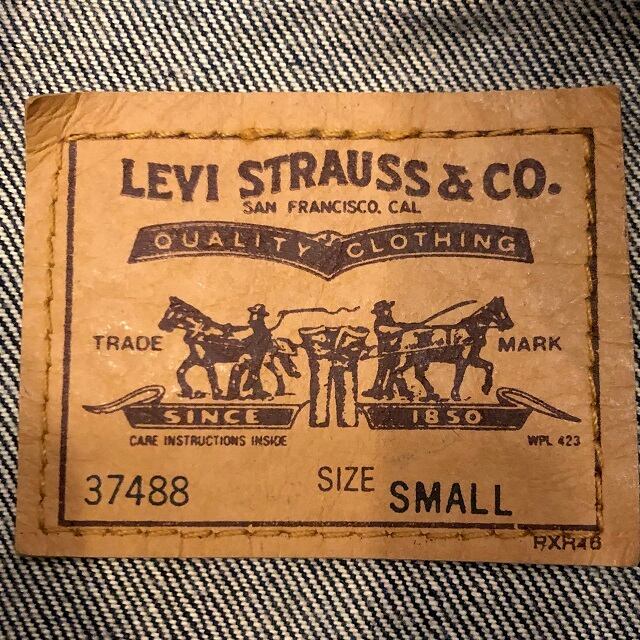 LEVI STRAUSS & CO.
SAN FRANCISCO, CAL
QUALITY CLOTHING
TRADE MARK
SINCE 1850
CARE INSTRUCTIONS INSIDE WPL 423
37488 SIZE SMALL